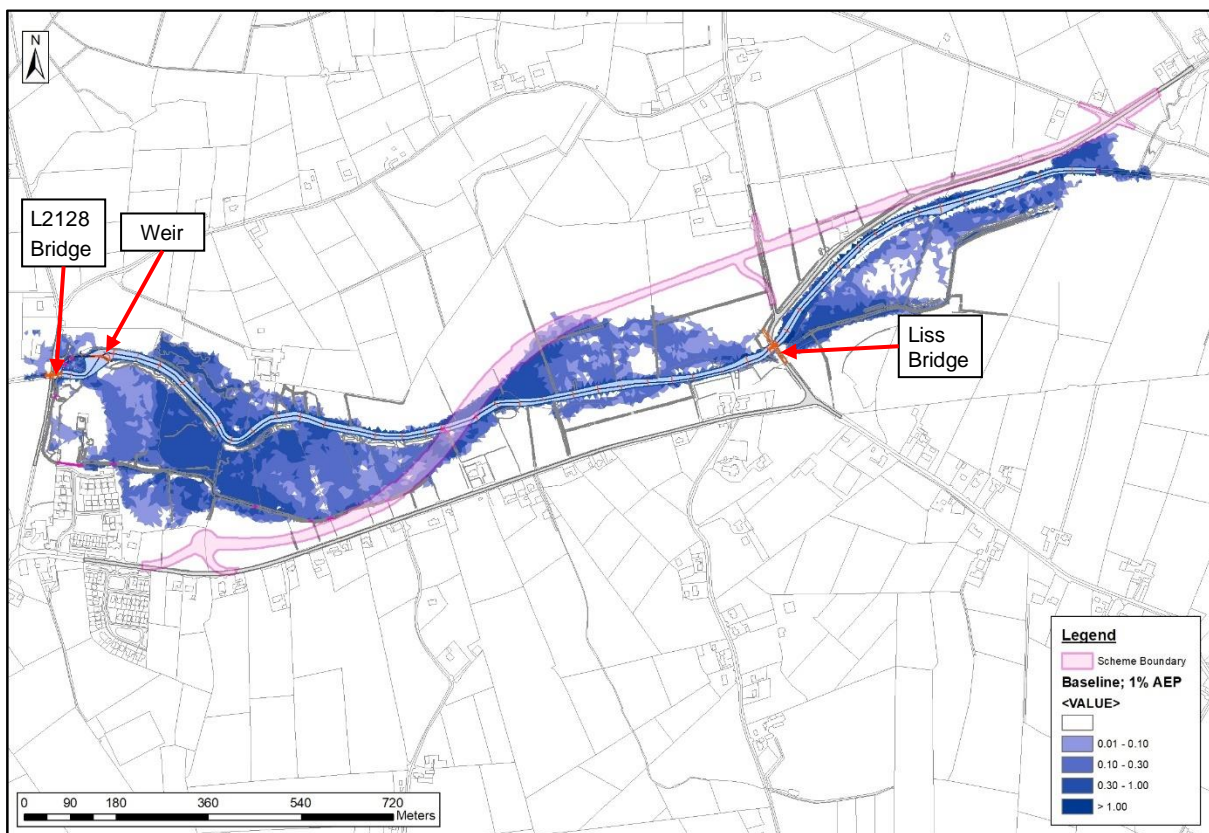 N
L2128
Bridge
Weir
Liss
Bridge
Legend
Scheme Boundary
Baseline; 1% AEP
<VALUE>
0.01 - 0.10
0.10 - 0.30
0.30 - 1.00
> 1.00
0 90 180 360 540 720
Meters